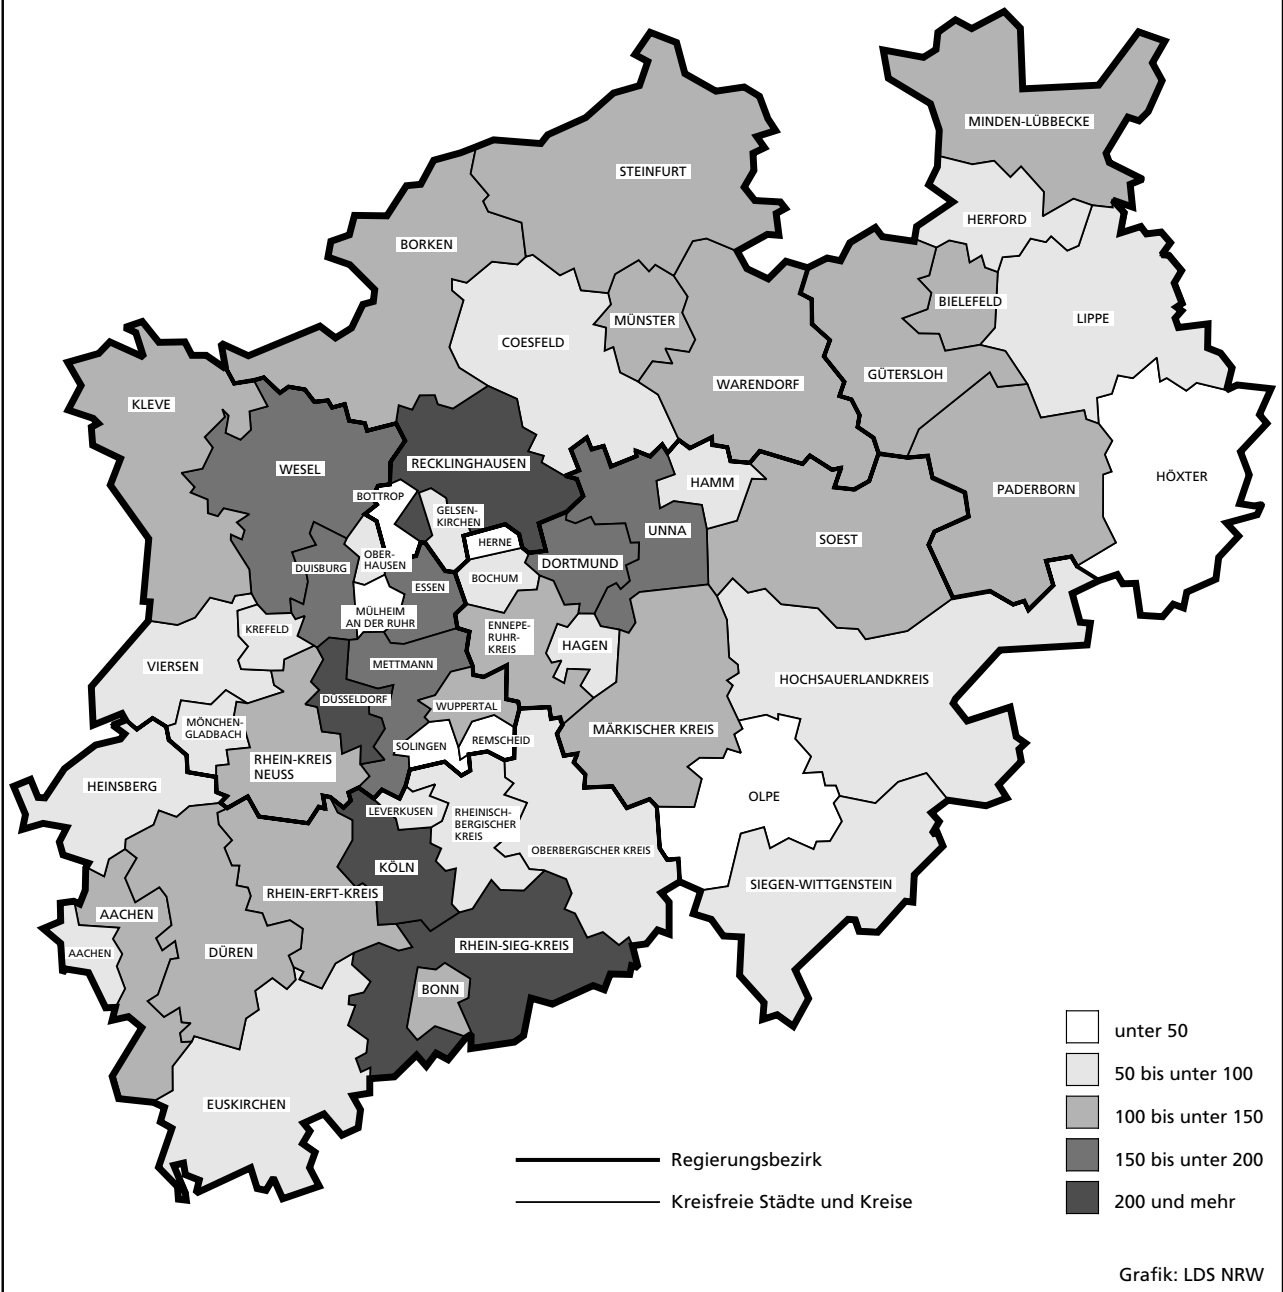 MINDEN-LÜBBECKE
STEINFURT
HERFORD
BORKEN
BIELEFELD
LIPPE
MÜNSTER
COESFELD
GÜTERSLOH
WARENDORF
KLEVE
RECKLINGHAUSEN
WESEL
HÖXTER
HAMM
PADERBORN
BOTTROP
GELSEN-
KIRCHEN
UNNA
SOEST
HERNE
OBER-
HAUSEN
DORTMUND
DUISBURG
BOCHUM
ESSEN
MÜLHEIM
AN DER RUHR
KREFELD
ENNEPE-
RUHR-
KREIS
HAGEN
VIERSEN
METTMANN
HOCHSAUERLANDKREIS
DÜSSELDORF
WUPPERTAL
MÖNCHEN-
GLADBACH
MÄRKISCHER KREIS
SOLINGEN
REMSCHEID
RHEIN-KREIS
NEUSS
HEINSBERG
OLPE
LEVERKUSEN
RHEINISCH-
BERGISCHER
KREIS
OBERBERGISCHER KREIS
KÖLN
SIEGEN-WITTGENSTEIN
RHEIN-ERFT-KREIS
AACHEN
RHEIN-SIEG-KREIS
AACHEN
DÜREN
BONN
EUSKIRCHEN
unter 50
50 bis unter 100
100 bis unter 150
150 bis unter 200
200 und mehr
Regierungsbezirk
Kreisfreie Städte und Kreise
Grafik: LDS NRW